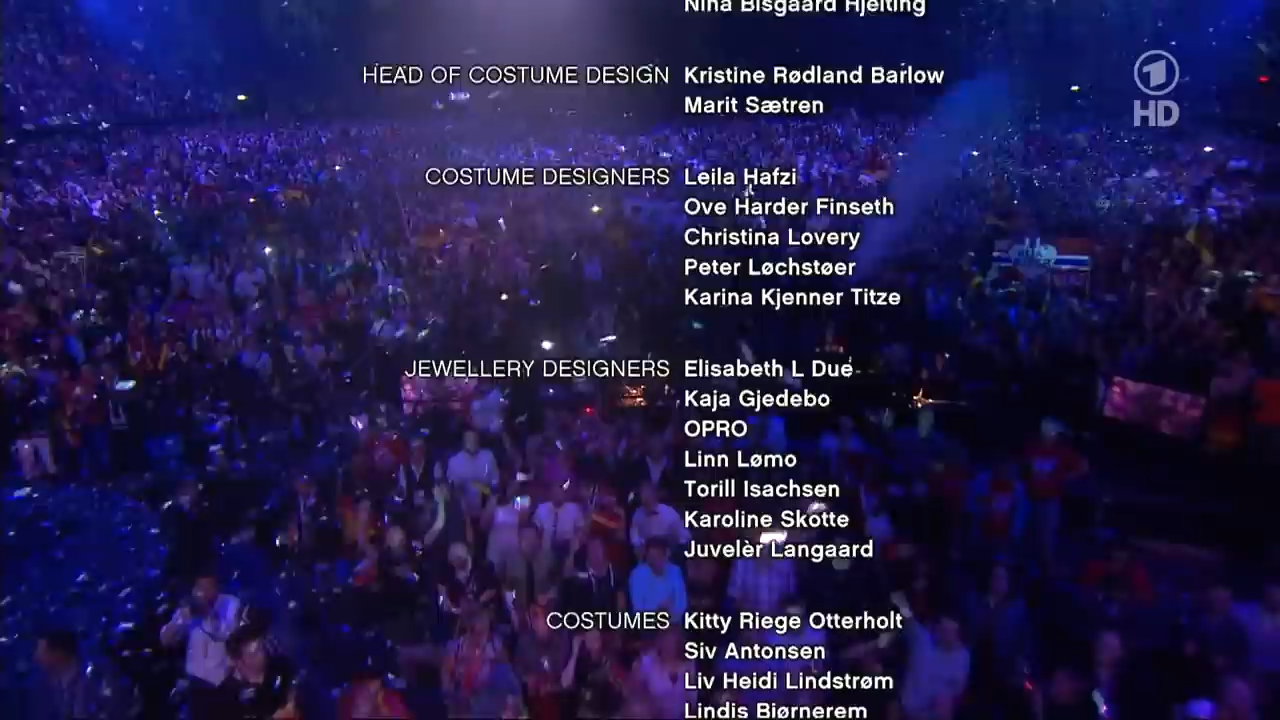 Nina Bisgaard Hjelting
HEAD OF COSTUME DESIGN Kristine Rødland Barlow
Marit Sætren
COSTUME DESIGNERS Leila Hafzi
Ove Harder Finseth
Christina Lovery
Peter Løchstøer
Karina Kjenner Titze
JEWELLERY DESIGNERS Elisabeth L Due
Kaja Gjedebo
OPRO
Linn Lømo
Torill Isachsen
Karoline Skotte
Juvelèr Langaard
COSTUMES Kitty Riege Otterholt
Siv Antonsen
Liv Heidi Lindstrøm
Lindis Bjørnerem
1
HD